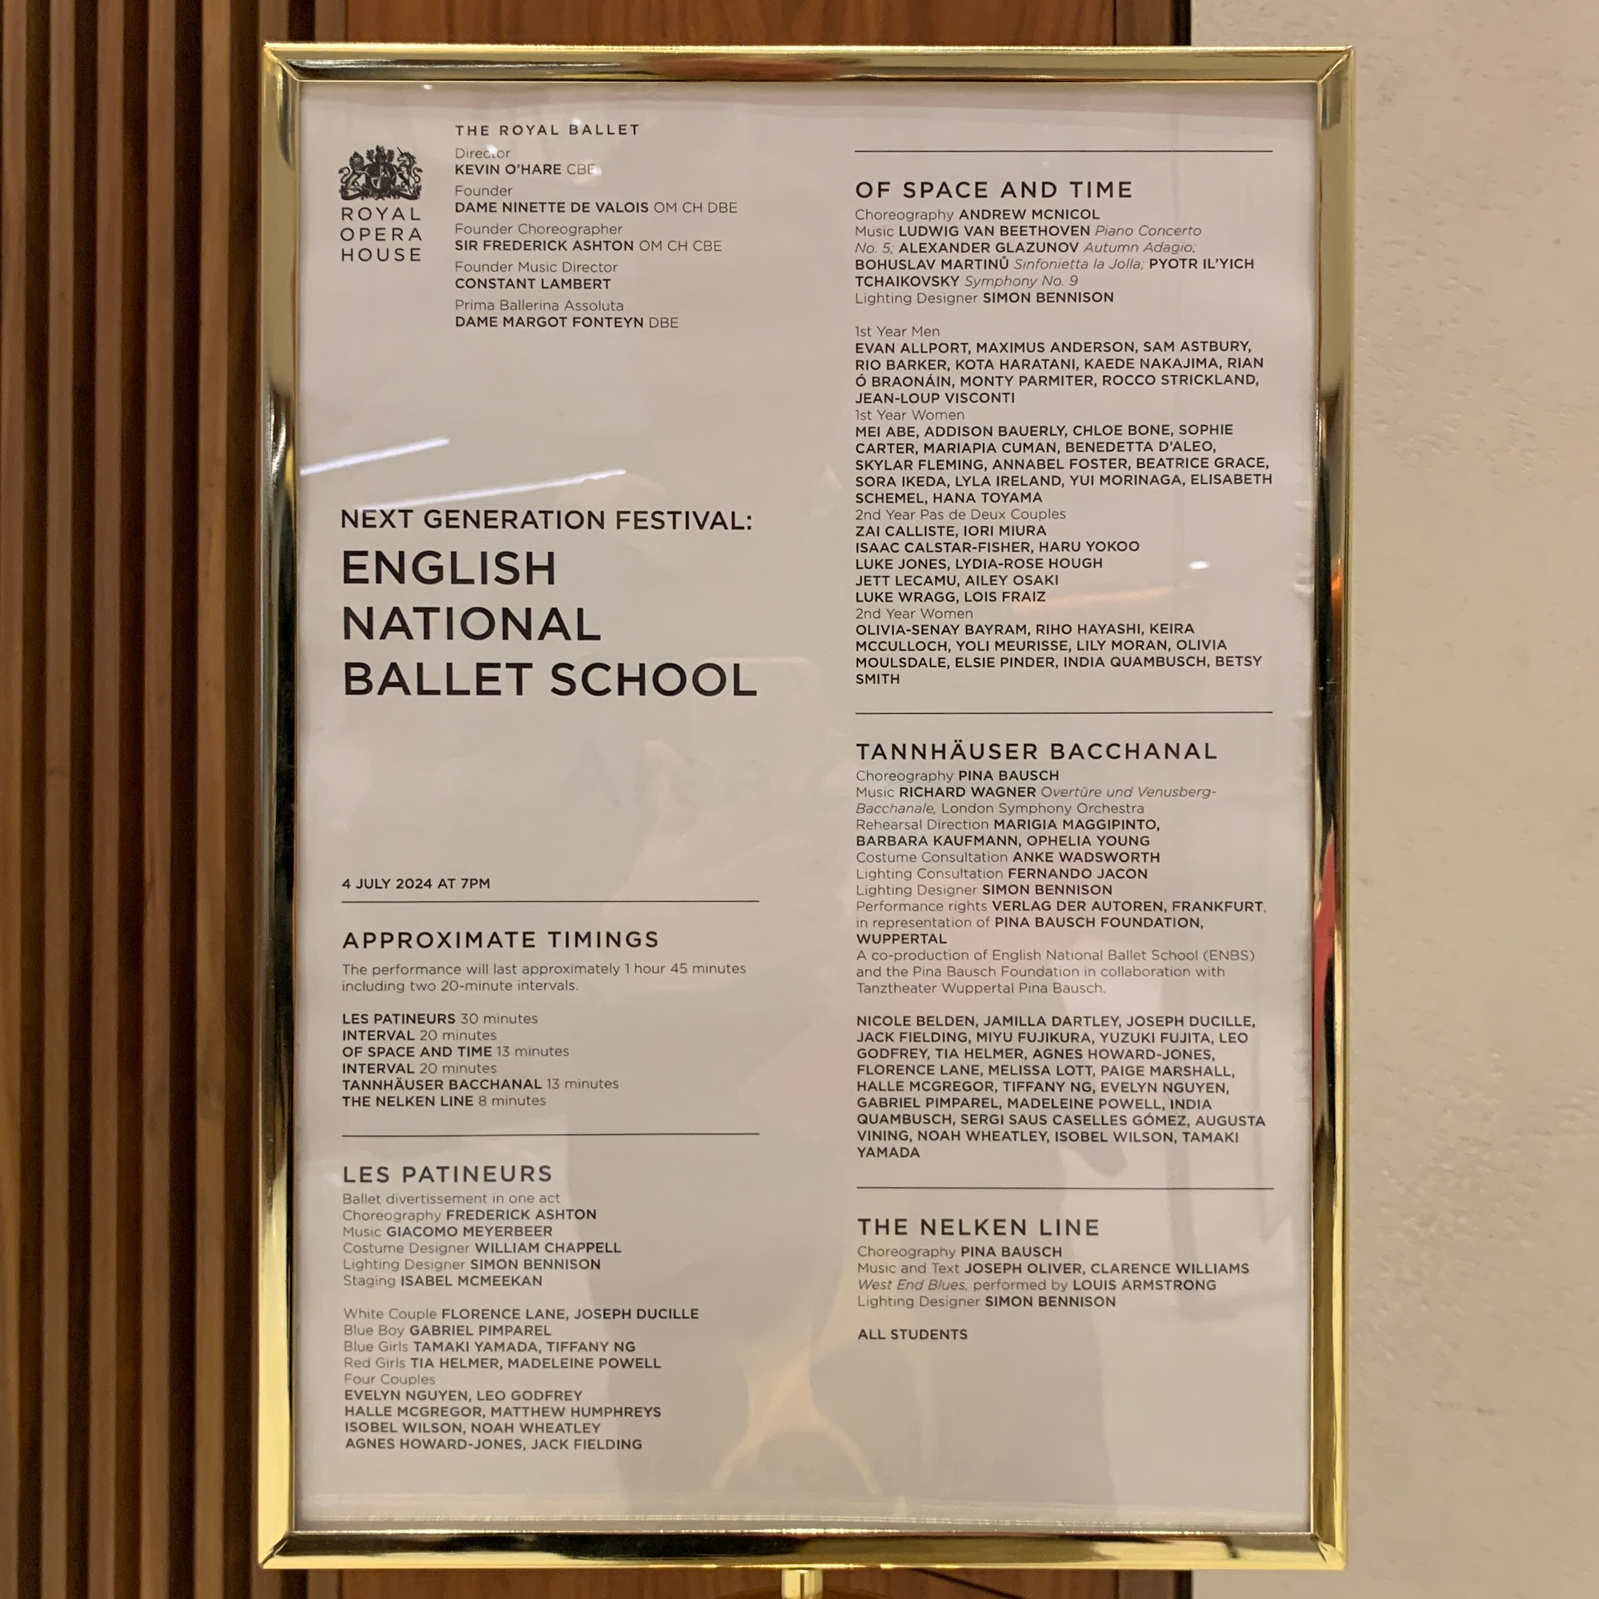 ROYAL
OPERA
HOUSE
THE ROYAL BALLET
Director
KEVIN O'HARE CBE
Founder
DAME NINETTE DE VALOIS OM CH DBE
Founder Choreographer
SIR FREDERICK ASHTON OM CH CBE
Founder Music Director
CONSTANT LAMBERT
Prima Ballerina Assoluta
DAME MARGOT FONTEYN DBE
NEXT GENERATION FESTIVAL:
ENGLISH
NATIONAL
BALLET SCHOOL
4 JULY 2024 AT 7PM
APPROXIMATE TIMINGS
The performance will last approximately 1 hour 45 minutes
including two 20-minute intervals.
LES PATINEURS 30 minutes
INTERVAL 20 minutes
OF SPACE AND TIME 13 minutes
INTERVAL 20 minutes
TANNHÄUSER BACCHANAL 13 minutes
THE NELKEN LINE 8 minutes
LES PATINEURS
Ballet divertissement in one act
Choreography FREDERICK ASHTON
Music GIACOMO MEYERBEER
Costume Designer WILLIAM CHAPPELL
Lighting Designer SIMON BENNISON
Staging ISABEL MCMEEKAN
White Couple FLORENCE LANE, JOSEPH DUCILLE
Blue Boy GABRIEL PIMPAREL
Blue Girls TAMAKI YAMADA, TIFFANY NG
Red Girls TIA HELMER, MADELEINE POWELL
Four Couples
EVELYN NGUYEN, LEO GODFREY
HALLE MCGREGOR, MATTHEW HUMPHREYS
ISOBEL WILSON, NOAH WHEATLEY
AGNES HOWARD-JONES, JACK FIELDING
OF SPACE AND TIME
Choreography ANDREW MCNICOL
Music LUDWIG VAN BEETHOVEN Piano Concerto
No. 5; ALEXANDER GLAZUNOV Autumn Adagio;
BOHUSLAV MARTINŮ Sinfonietta la Jolla; PYOTR IL'YICH
TCHAIKOVSKY Symphony No. 9
Lighting Designer SIMON BENNISON
1st Year Men
EVAN ALLPORT, MAXIMUS ANDERSON, SAM ASTBURY,
RIO BARKER, KOTA HARATANI, KAEDE NAKAJIMA, RIAN
Ó BRAONÁIN, MONTY PARMITER, ROCCO STRICKLAND,
JEAN-LOUP VISCONTI
1st Year Women
MEI ABE, ADDISON BAUERLY, CHLOE BONE, SOPHIE
CARTER, MARIAPIA CUMAN, BENEDETTA D'ALEO,
SKYLAR FLEMING, ANNABEL FOSTER, BEATRICE GRACE,
SORA IKEDA, LYLA IRELAND, YUI MORINAGA, ELISABETH
SCHEMEL, HANA TOYAMA
2nd Year Pas de Deux Couples
ZAI CALLISTE, IORI MIURA
ISAAC CALSTAR-FISHER, HARU YOKOO
LUKE JONES, LYDIA-ROSE HOUGH
JETT LECAMU, AILEY OSAKI
LUKE WRAGG, LOIS FRAIZ
2nd Year Women
OLIVIA-SENAY BAYRAM, RIHO HAYASHI, KEIRA
MCCULLOCH, YOLI MEURISSE, LILY MORAN, OLIVIA
MOULSDALE, ELSIE PINDER, INDIA QUAMBUSCH, BETSY
SMITH
TANNHÄUSER BACCHANAL
Choreography PINA BAUSCH
Music RICHARD WAGNER Overtüre und Venusberg-
Bacchanale, London Symphony Orchestra
Rehearsal Direction MARIGIA MAGGIPINTO,
BARBARA KAUFMANN, OPHELIA YOUNG
Costume Consultation ANKE WADSWORTH
Lighting Consultation FERNANDO JACON
Lighting Designer SIMON BENNISON
Performance rights VERLAG DER AUTOREN, FRANKFURT,
in representation of PINA BAUSCH FOUNDATION,
WUPPERTAL
A co-production of English National Ballet School (ENBS)
and the Pina Bausch Foundation in collaboration with
Tanztheater Wuppertal Pina Bausch.
NICOLE BELDEN, JAMILLA DARTLEY, JOSEPH DUCILLE,
JACK FIELDING, MIYU FUJIKURA, YUZUKI FUJITA, LEO
GODFREY, TIA HELMER, AGNES HOWARD-JONES,
FLORENCE LANE, MELISSA LOTT, PAIGE MARSHALL,
HALLE MCGREGOR, TIFFANY NG, EVELYN NGUYEN,
GABRIEL PIMPAREL, MADELEINE POWELL, INDIA
QUAMBUSCH, SERGI SAUS CASELLES GÓMEZ, AUGUSTA
VINING, NOAH WHEATLEY, ISOBEL WILSON, TAMAKI
YAMADA
THE NELKEN LINE
Choreography PINA BAUSCH
Music and Text JOSEPH OLIVER, CLARENCE WILLIAMS
West End Blues, performed by LOUIS ARMSTRONG
Lighting Designer SIMON BENNISON
ALL STUDENTS